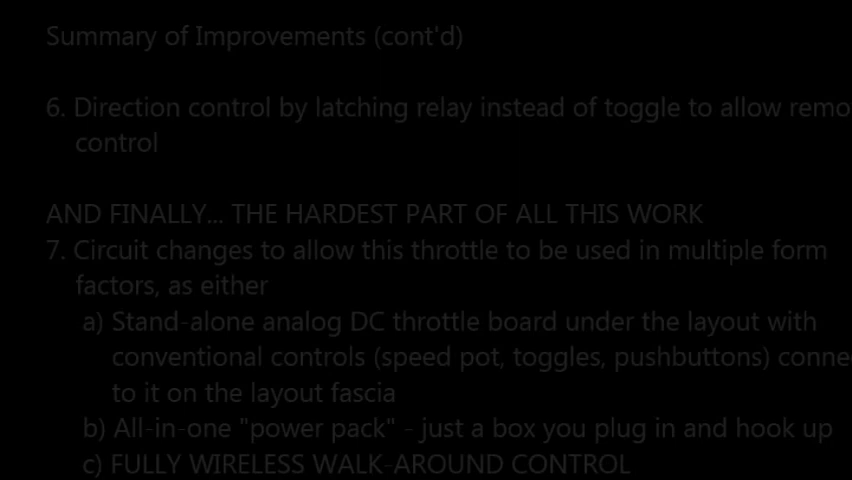 Summary of Improvements (cont'd)
6. Direction control by latching relay instead of toggle to allow remo
control
AND FINALLY... THE HARDEST PART OF ALL THIS WORK
7. Circuit changes to allow this throttle to be used in multiple form
factors, as either
a) Stand-alone analog DC throttle board under the layout with
conventional controls (speed pot, toggles, pushbuttons) conne
to it on the layout fascia
b) All-in-one "power pack" - just a box you plug in and hook up
c) FULLY WIRELESS WALK-AROUND CONTROL